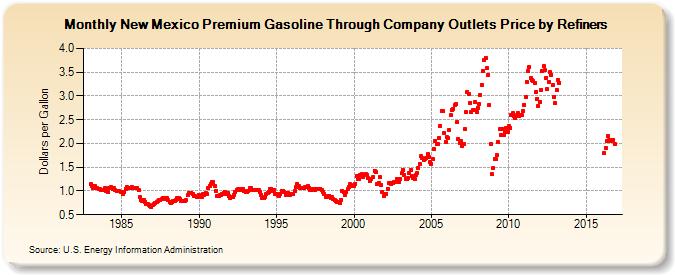 Monthly New Mexico Premium Gasoline Through Company Outlets Price by Refiners
Dollars per Gallon
4.0
3.5
3.0
2.5
2.0
1.5
1.0
0.5
1985 1990 1995 2000 2005 2010 2015
Source: U.S. Energy Information Administration